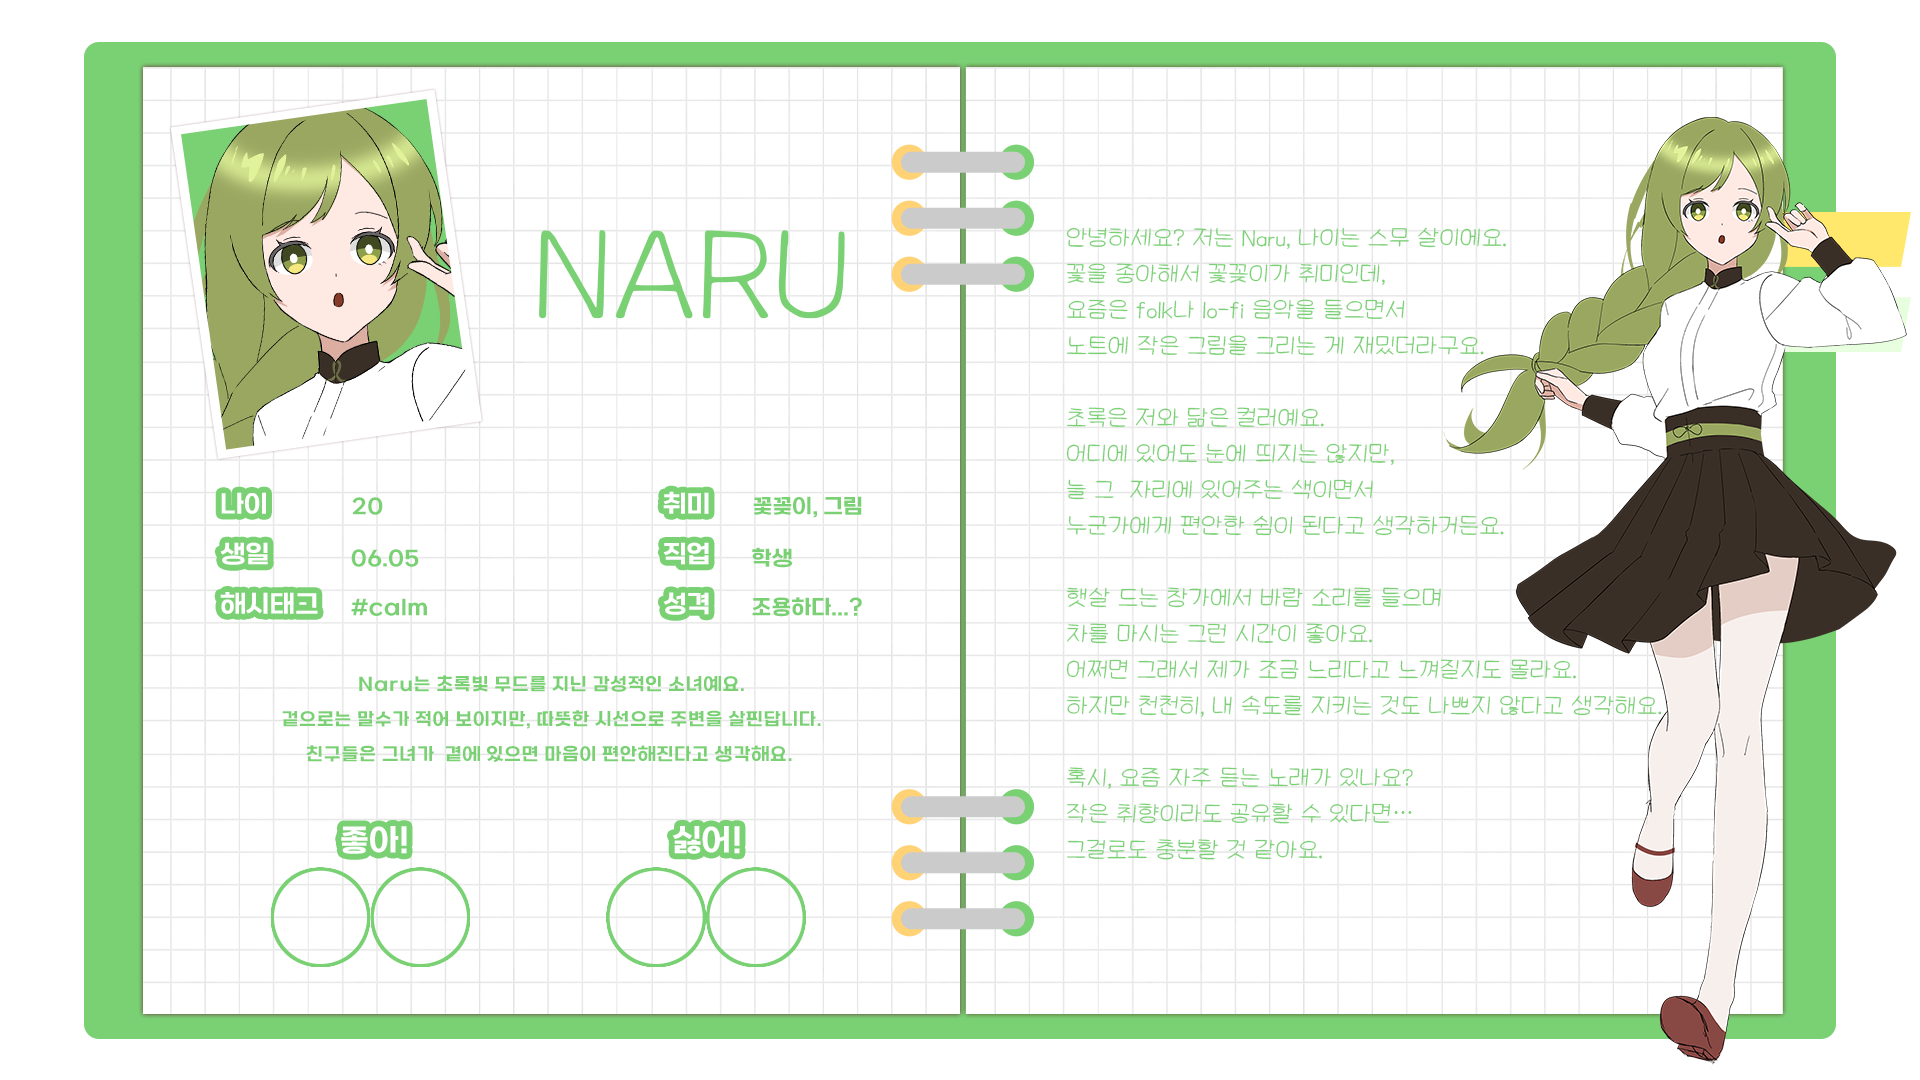 NARU
나이 20
생일 06.05
해시태그 #calm
취미 꽃꽂이, 그림
직업 학생
성격 조용하다...?
Naru는 초록빛 무드를 지닌 감성적인 소녀예요.
겉으로는 말수가 적어 보이지만, 따뜻한 시선으로 주변을 살핀답니다.
친구들은 그녀가 곁에 있으면 마음이 편안해진다고 생각해요.
좋아!
싫어!
안녕하세요? 저는 Naru, 나이는 스무 살이에요.
꽃을 좋아해서 꽃꽂이가 취미인데,
요즘은 folk나 lo-fi 음악을 들으면서
노트에 작은 그림을 그리는 게 재밌더라구요.
초록은 저와 닮은 컬러예요.
어디에 있어도 눈에 띄지는 않지만,
늘 그 자리에 있어주는 색이면서
누군가에게 편안한 쉼이 된다고 생각하거든요.
햇살 드는 창가에서 바람 소리를 들으며
차를 마시는 그런 시간이 좋아요.
어쩌면 그래서 제가 조금 느리다고 느껴질지도 몰라요.
하지만 천천히, 내 속도를 지키는 것도 나쁘지 않다고 생각해요.
혹시, 요즘 자주 듣는 노래가 있나요?
작은 취향이라도 공유할 수 있다면…
그걸로도 충분할 것 같아요.